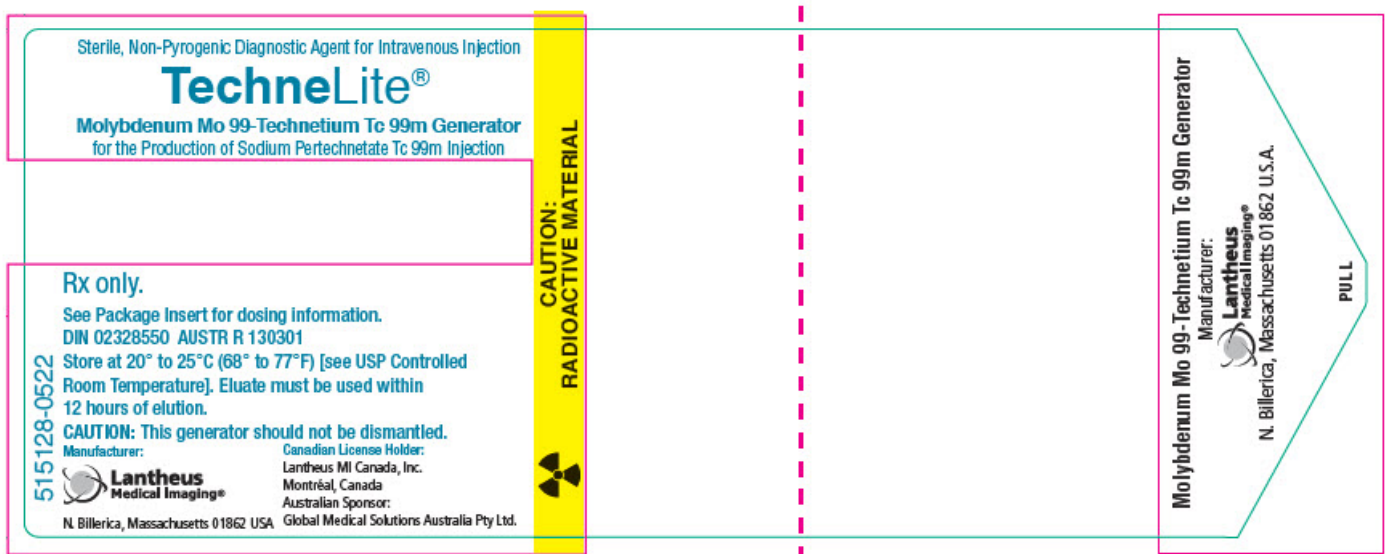 Sterile, Non-Pyrogenic Diagnostic Agent for Intravenous Injection
TechneLite®
Molybdenum Mo 99-Technetium Tc 99m Generator
for the Production of Sodium Pertechnetate Tc 99m Injection
Rx only.
See Package Insert for dosing information.
DIN 02328550 AUSTR R 130301
Store at 20° to 25°C (68° to 77°F) [see USP Controlled
Room Temperature]. Eluate must be used within
12 hours of elution.
CAUTION: This generator should not be dismantled.
Manufacturer:
Lantheus
Medical Imaging®
N. Billerica, Massachusetts 01862 USA
Canadian License Holder:
Lantheus MI Canada, Inc.
Montréal, Canada
Australian Sponsor:
Global Medical Solutions Australia Pty Ltd.
515128-0522
CAUTION:
RADIOACTIVE MATERIAL
Molybdenum Mo 99-Technetium Tc 99m Generator
Manufacturer:
Lantheus
Medical Imaging®
N. Billerica, Massachusetts 01862 U.S.A.
PULL